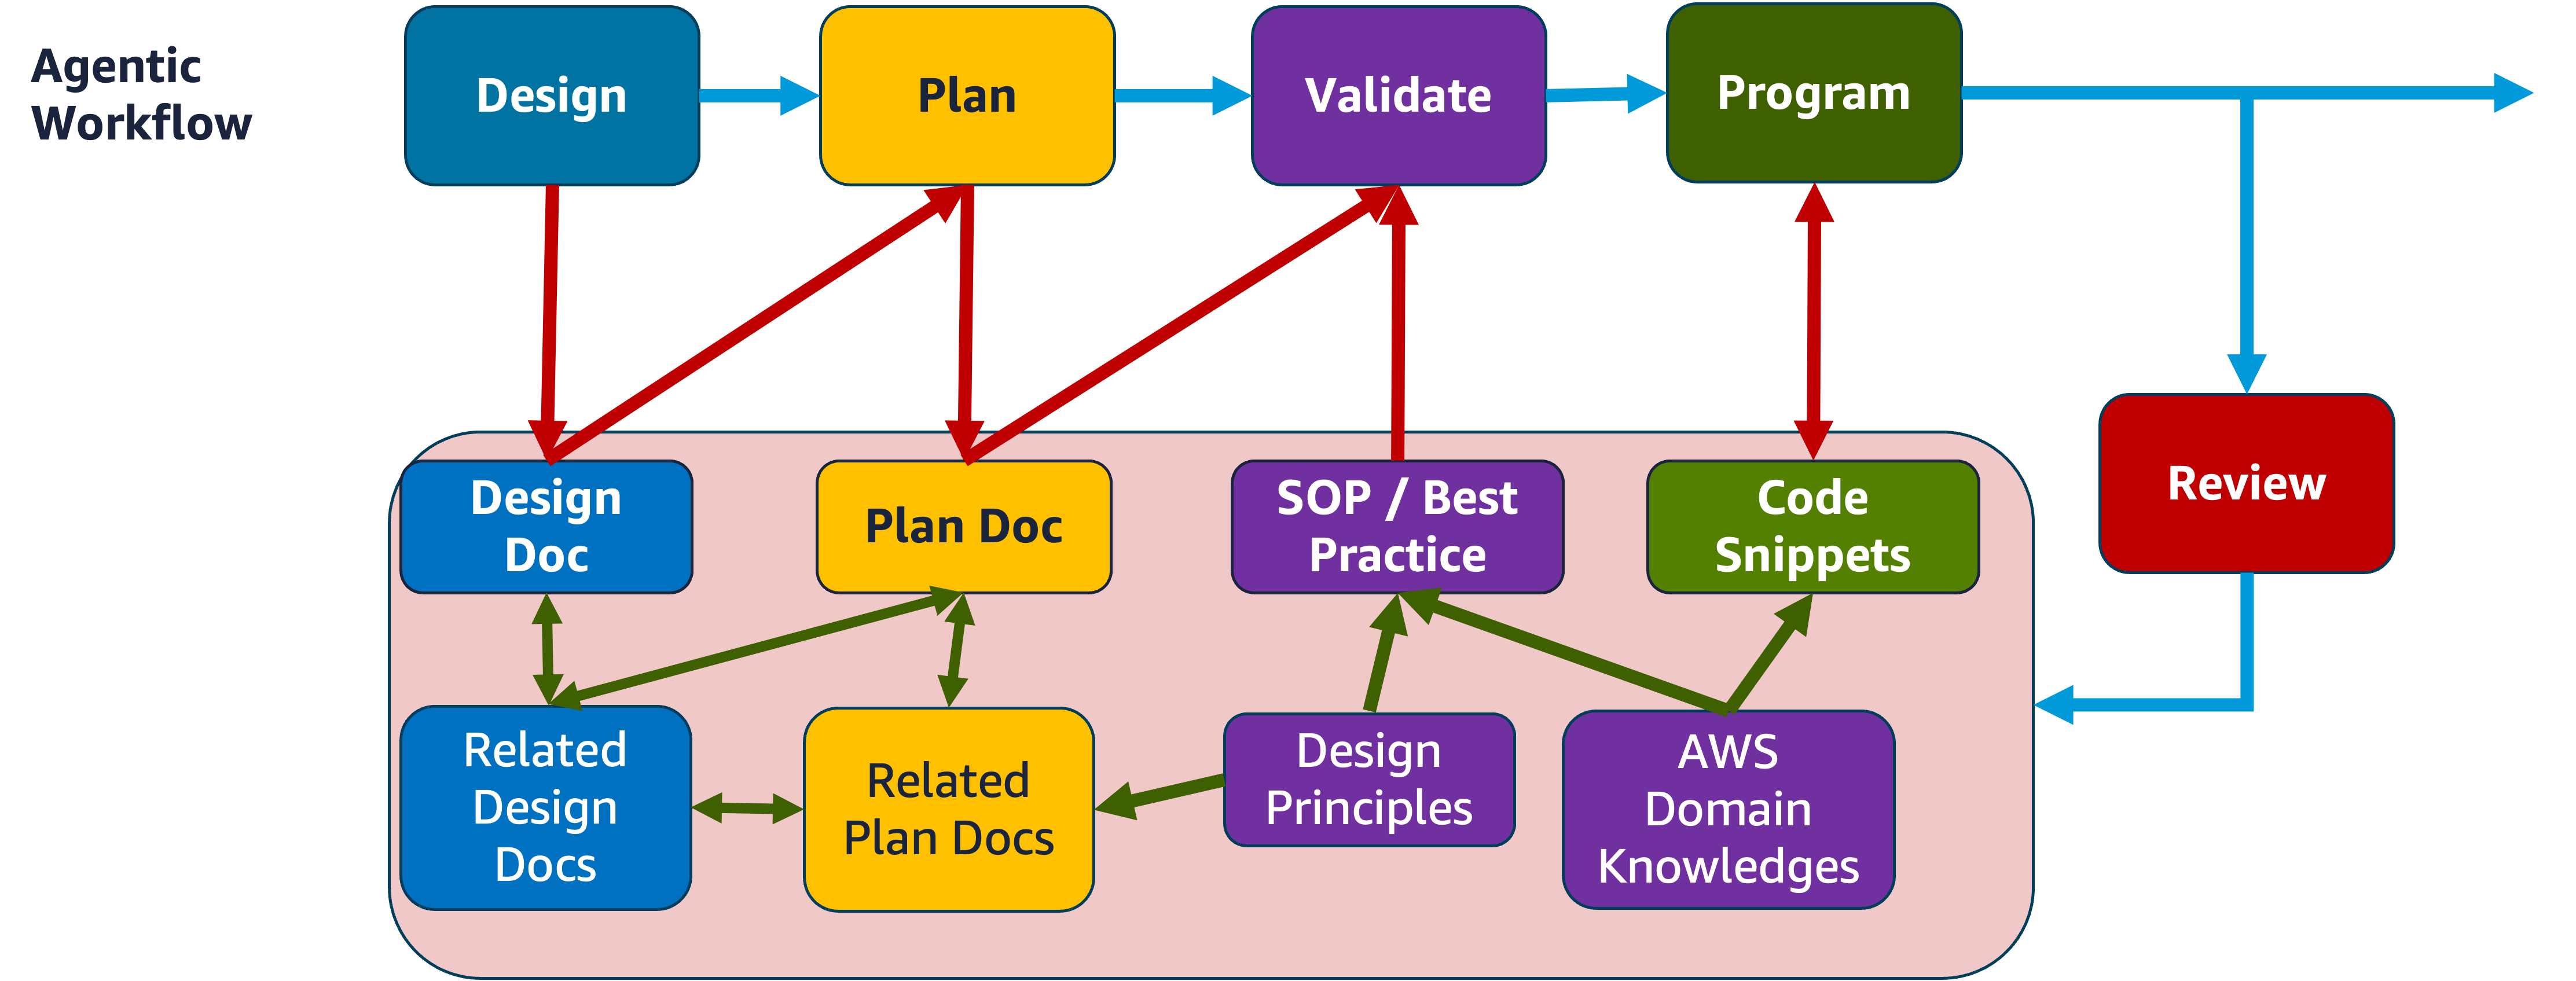 Agentic
Workflow
Design
Plan
Validate
Program
Review
Design
Doc
Plan Doc
SOP / Best
Practice
Code
Snippets
Related
Design
Docs
Related
Plan Docs
Design
Principles
AWS
Domain
Knowledges